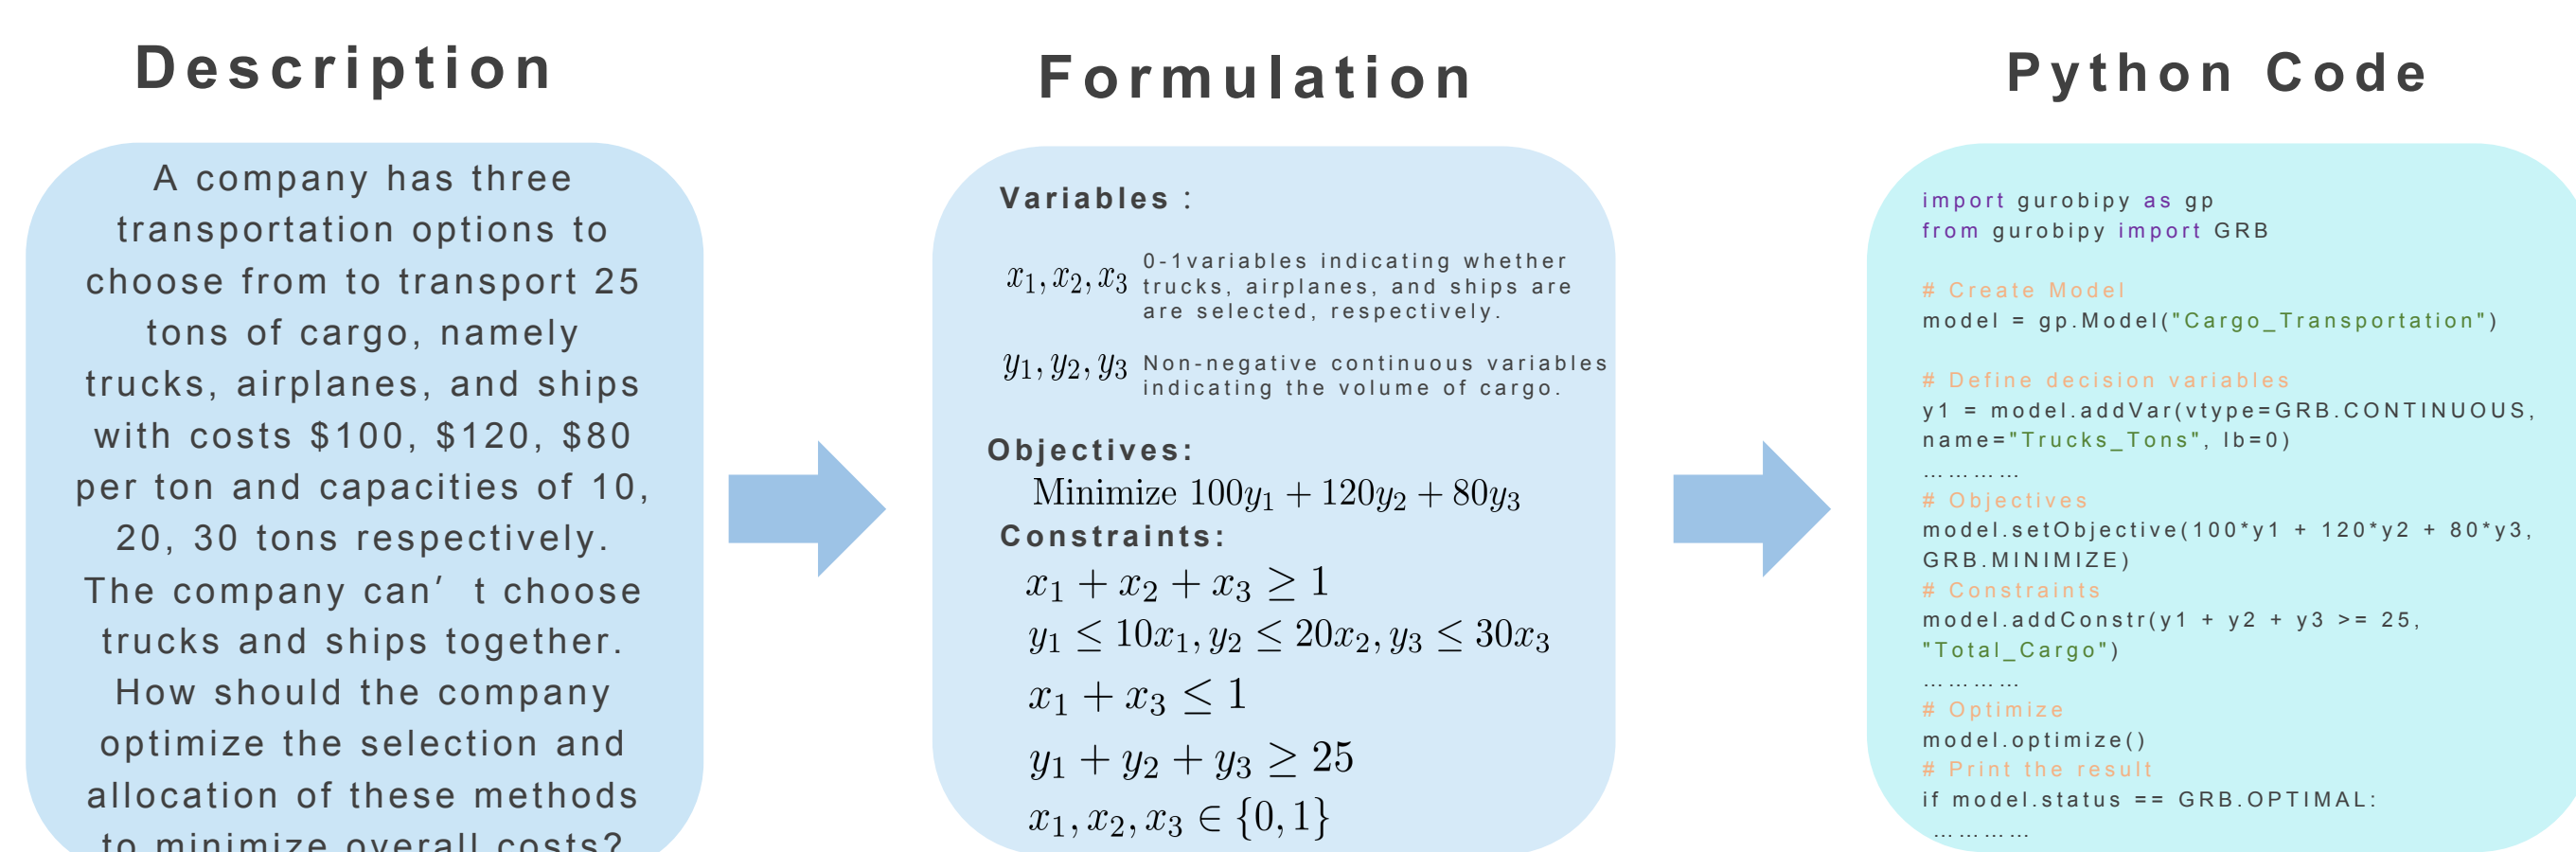 Description
A company has three
transportation options to
choose from to transport 25
tons of cargo, namely
trucks, airplanes, and ships
with costs $100, $120, $80
per ton and capacities of 10,
20, 30 tons respectively.
The company can’ t choose
trucks and ships together.
How should the company
optimize the selection and
allocation of these methods
to minimize overall costs?
Formulation
Variables :
x₁, x₂, x₃ 0-1variables indicating whether
trucks, airplanes, and ships are
are selected, respectively.
y₁, y₂, y₃ Non-negative continuous variables
indicating the volume of cargo.
Objectives:
Minimize 100y₁ + 120y₂ + 80y₃
Constraints:
x₁ + x₂ + x₃ ≥ 1
y₁ ≤ 10x₁, y₂ ≤ 20x₂, y₃ ≤ 30x₃
x₁ + x₃ ≤ 1
y₁ + y₂ + y₃ ≥ 25
x₁, x₂, x₃ ∈ {0, 1}
Python Code
import gurobipy as gp
from gurobipy import GRB
# Create Model
model = gp.Model("Cargo_Transportation")
# Define decision variables
y1 = model.addVar(vtype=GRB.CONTINUOUS,
name="Trucks_Tons", lb=0)
…………
# Objectives
model.setObjective(100*y1 + 120*y2 + 80*y3,
GRB.MINIMIZE)
# Constraints
model.addConstr(y1 + y2 + y3 >= 25,
"Total_Cargo")
…………
# Optimize
model.optimize()
# Print the result
if model.status == GRB.OPTIMAL:
…………